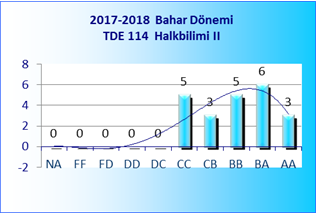 2017-2018 Bahar Dönemi
TDE 114 Halkbilimi II
8
6
4
2
0
-2
0 0 0 0 0 5 3 5 6 3
NA FF FD DD DC CC CB BB BA AA